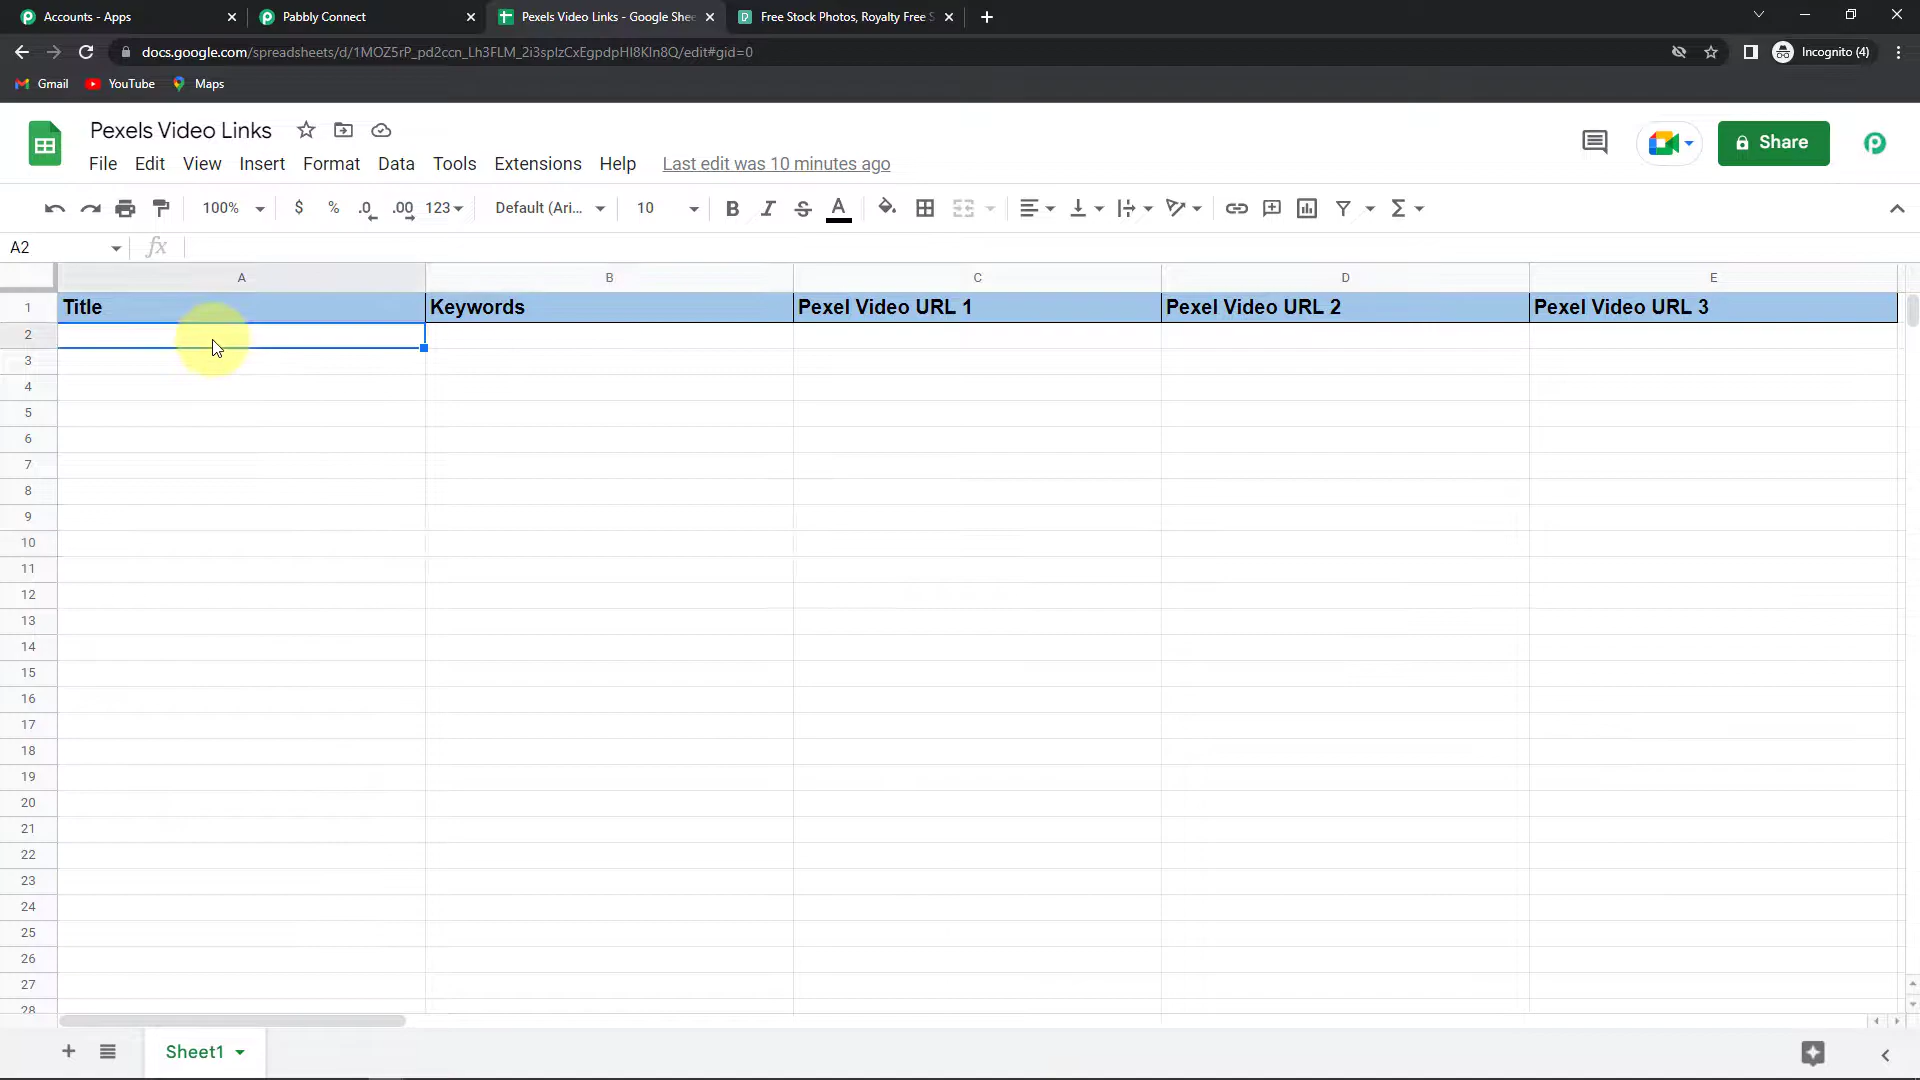 Accounts - Apps
Pabbly Connect
Pexels Video Links - Google Shee
Free Stock Photos, Royalty Free S
docs.google.com/spreadsheets/d/1MOZ5rP_pd2ccn_Lh3FLM_2i3splzCxEgpdpHI8KIn8Q/edit#gid=0
Incognito (4)
Gmail
YouTube
Maps
Pexels Video Links
File Edit View Insert Format Data Tools Extensions Help Last edit was 10 minutes ago
Share
100% $ % .0 .00 123 Default (Ari... 10 B I S A
A2 fx
A B C D E
1 Title Keywords Pexel Video URL 1 Pexel Video URL 2 Pexel Video URL 3
2
3
4
5
6
7
8
9
10
11
12
13
14
15
16
17
18
19
20
21
22
23
24
25
26
27
28
Sheet1